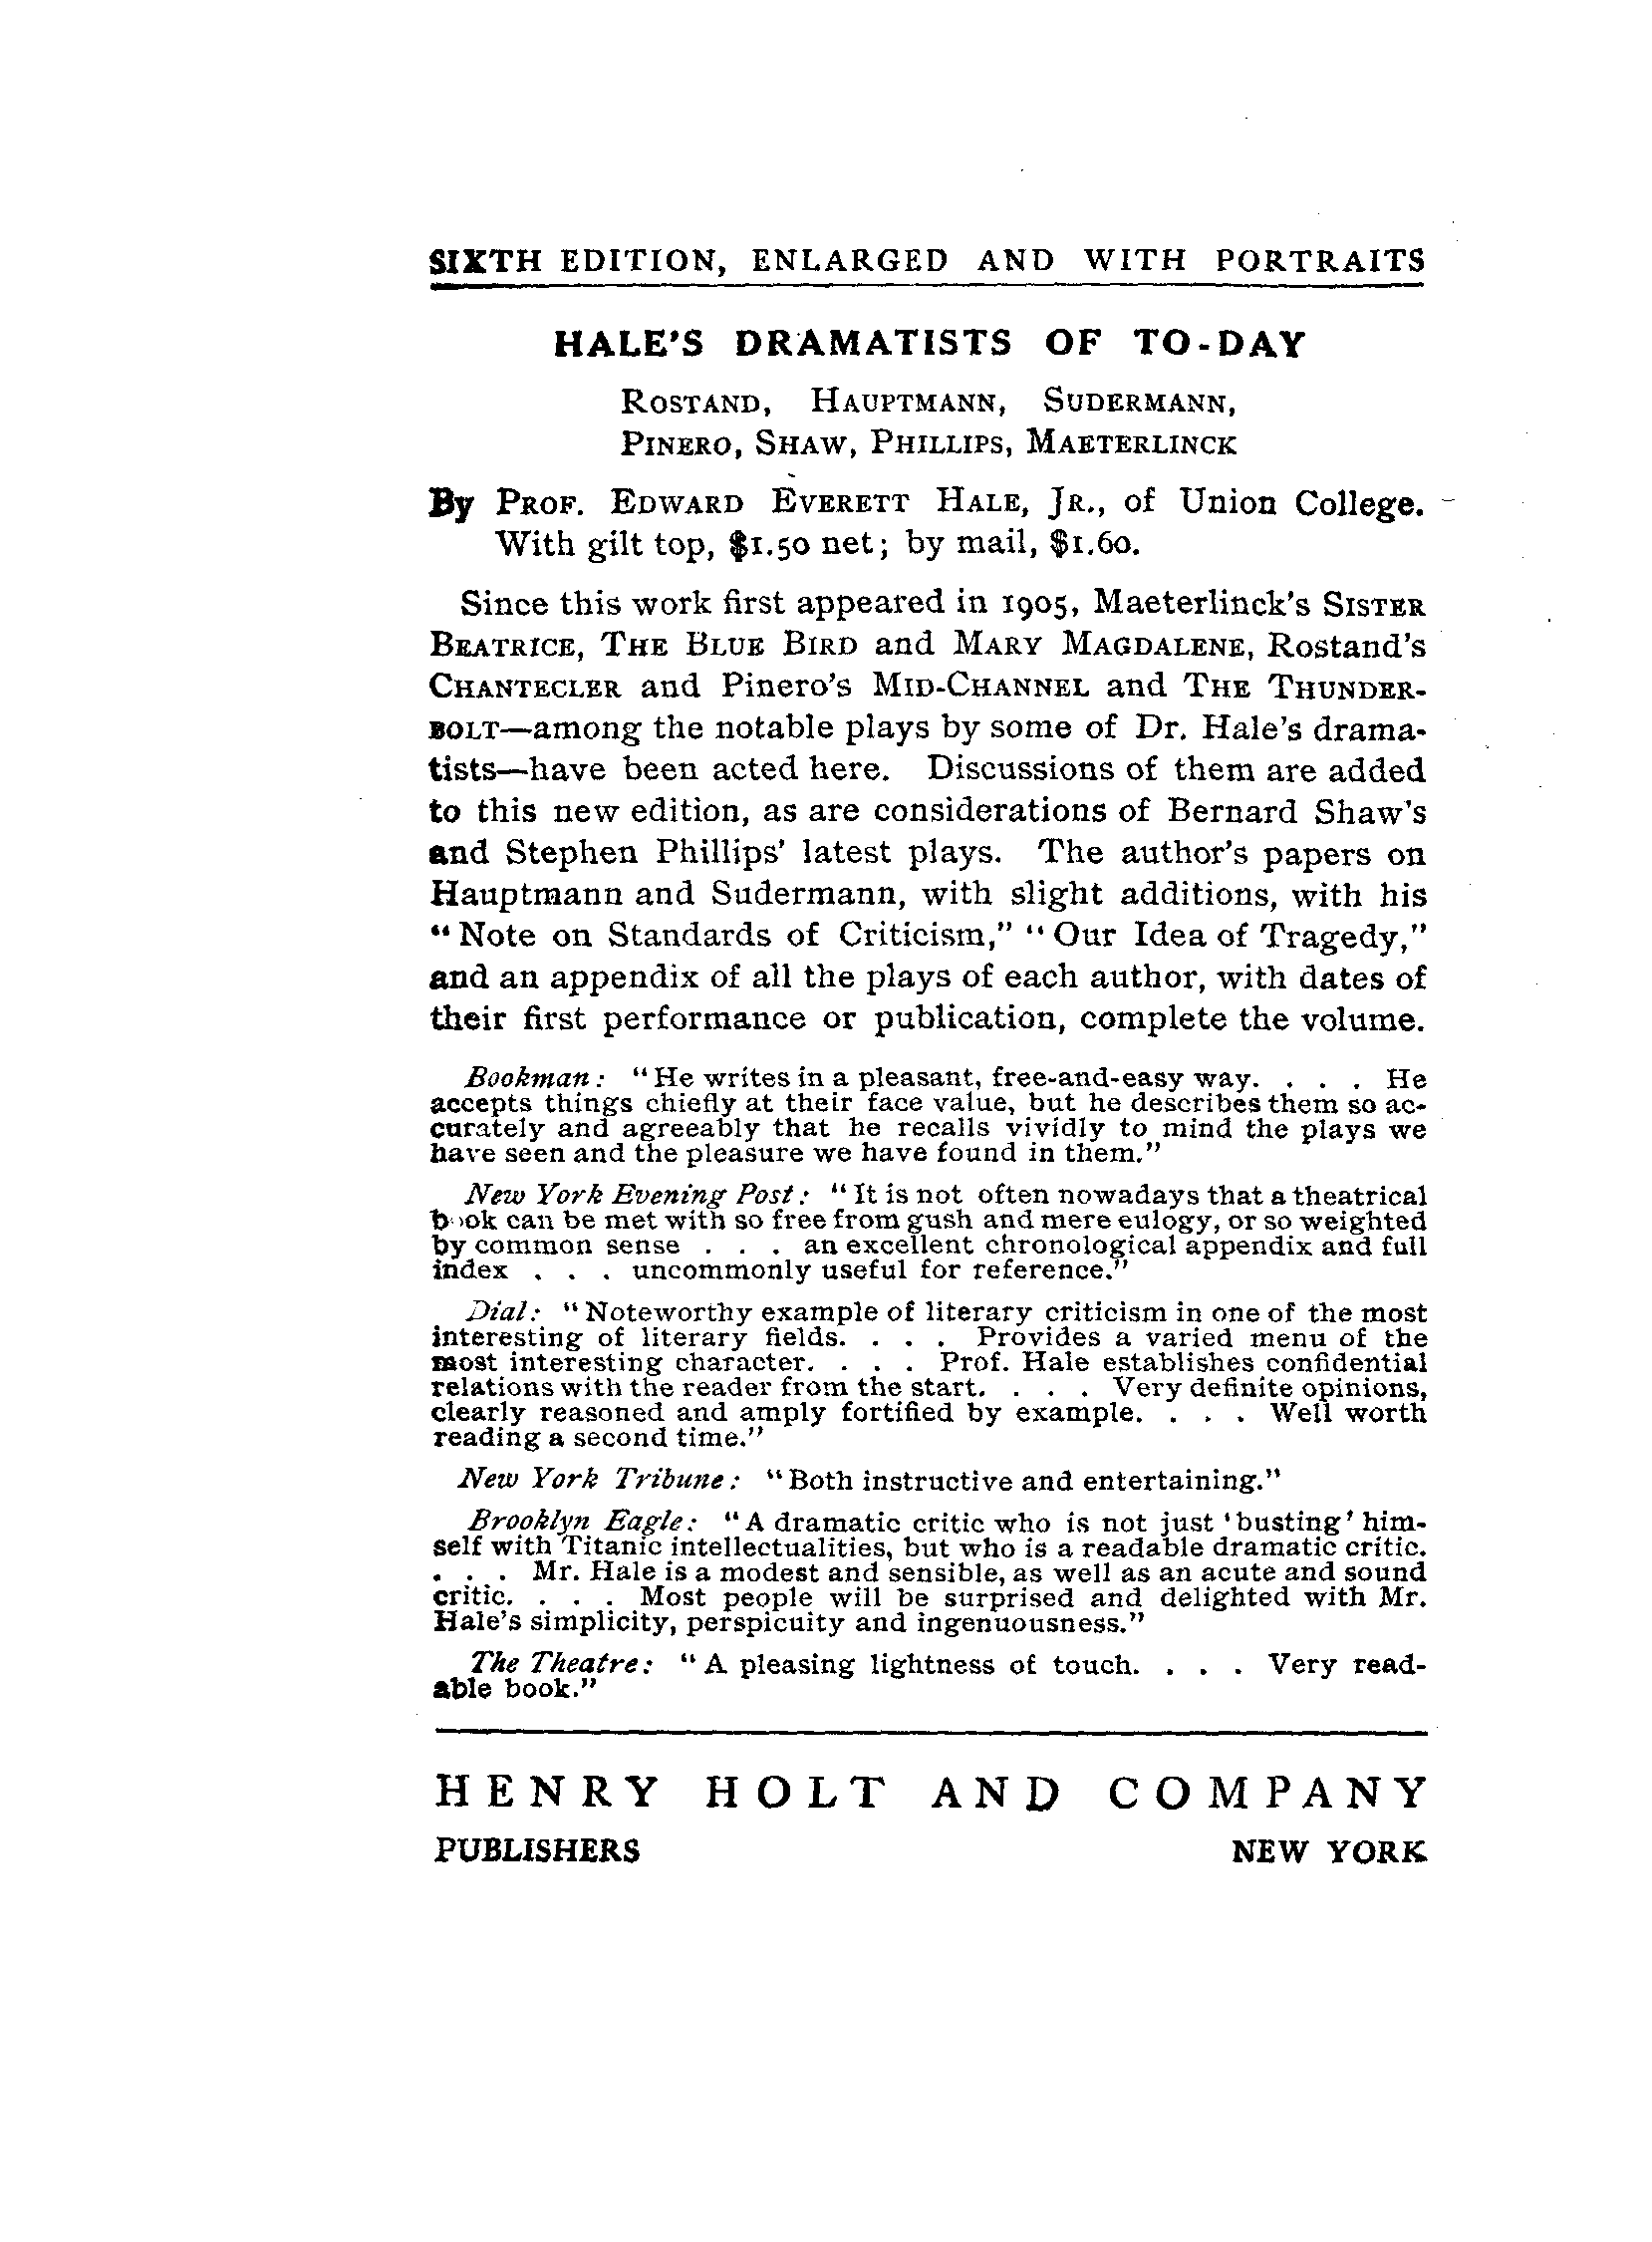 SIXTH EDITION, ENLARGED AND WITH PORTRAITS
HALE'S DRAMATISTS OF TO-DAY
ROSTAND, HAUPTMANN, SUDERMANN,
PINERO, SHAW, PHILLIPS, MAETERLINCK
By PROF. EDWARD EVERETT HALE, JR., of Union College.
With gilt top, $1.50 net; by mail, $1.60.
Since this work first appeared in 1905, Maeterlinck's SISTER
BEATRICE, THE BLUE BIRD and MARY MAGDALENE, Rostand's
CHANTECLER and Pinero's MID-CHANNEL and THE THUNDER-
BOLT—among the notable plays by some of Dr. Hale's drama-
tists—have been acted here. Discussions of them are added
to this new edition, as are considerations of Bernard Shaw's
and Stephen Phillips' latest plays. The author's papers on
Hauptmann and Sudermann, with slight additions, with his
"Note on Standards of Criticism," "Our Idea of Tragedy,"
and an appendix of all the plays of each author, with dates of
their first performance or publication, complete the volume.
Bookman: "He writes in a pleasant, free-and-easy way. . . . He
accepts things chiefly at their face value, but he describes them so ac-
curately and agreeably that he recalls vividly to mind the plays we
have seen and the pleasure we have found in them."
New York Evening Post: "It is not often nowadays that a theatrical
book can be met with so free from gush and mere eulogy, or so weighted
by common sense . . . an excellent chronological appendix and full
index . . . uncommonly useful for reference."
Dial: "Noteworthy example of literary criticism in one of the most
interesting of literary fields. . . . Provides a varied menu of the
most interesting character. . . . Prof. Hale establishes confidential
relations with the reader from the start. . . . Very definite opinions,
clearly reasoned and amply fortified by example. . . . Well worth
reading a second time."
New York Tribune: "Both instructive and entertaining."
Brooklyn Eagle: "A dramatic critic who is not just 'busting' him-
self with Titanic intellectualities, but who is a readable dramatic critic.
. . . Mr. Hale is a modest and sensible, as well as an acute and sound
critic. . . . Most people will be surprised and delighted with Mr.
Hale's simplicity, perspicuity and ingenuousness."
The Theatre: "A pleasing lightness of touch. . . . Very read-
able book."
HENRY HOLT AND COMPANY
PUBLISHERS NEW YORK